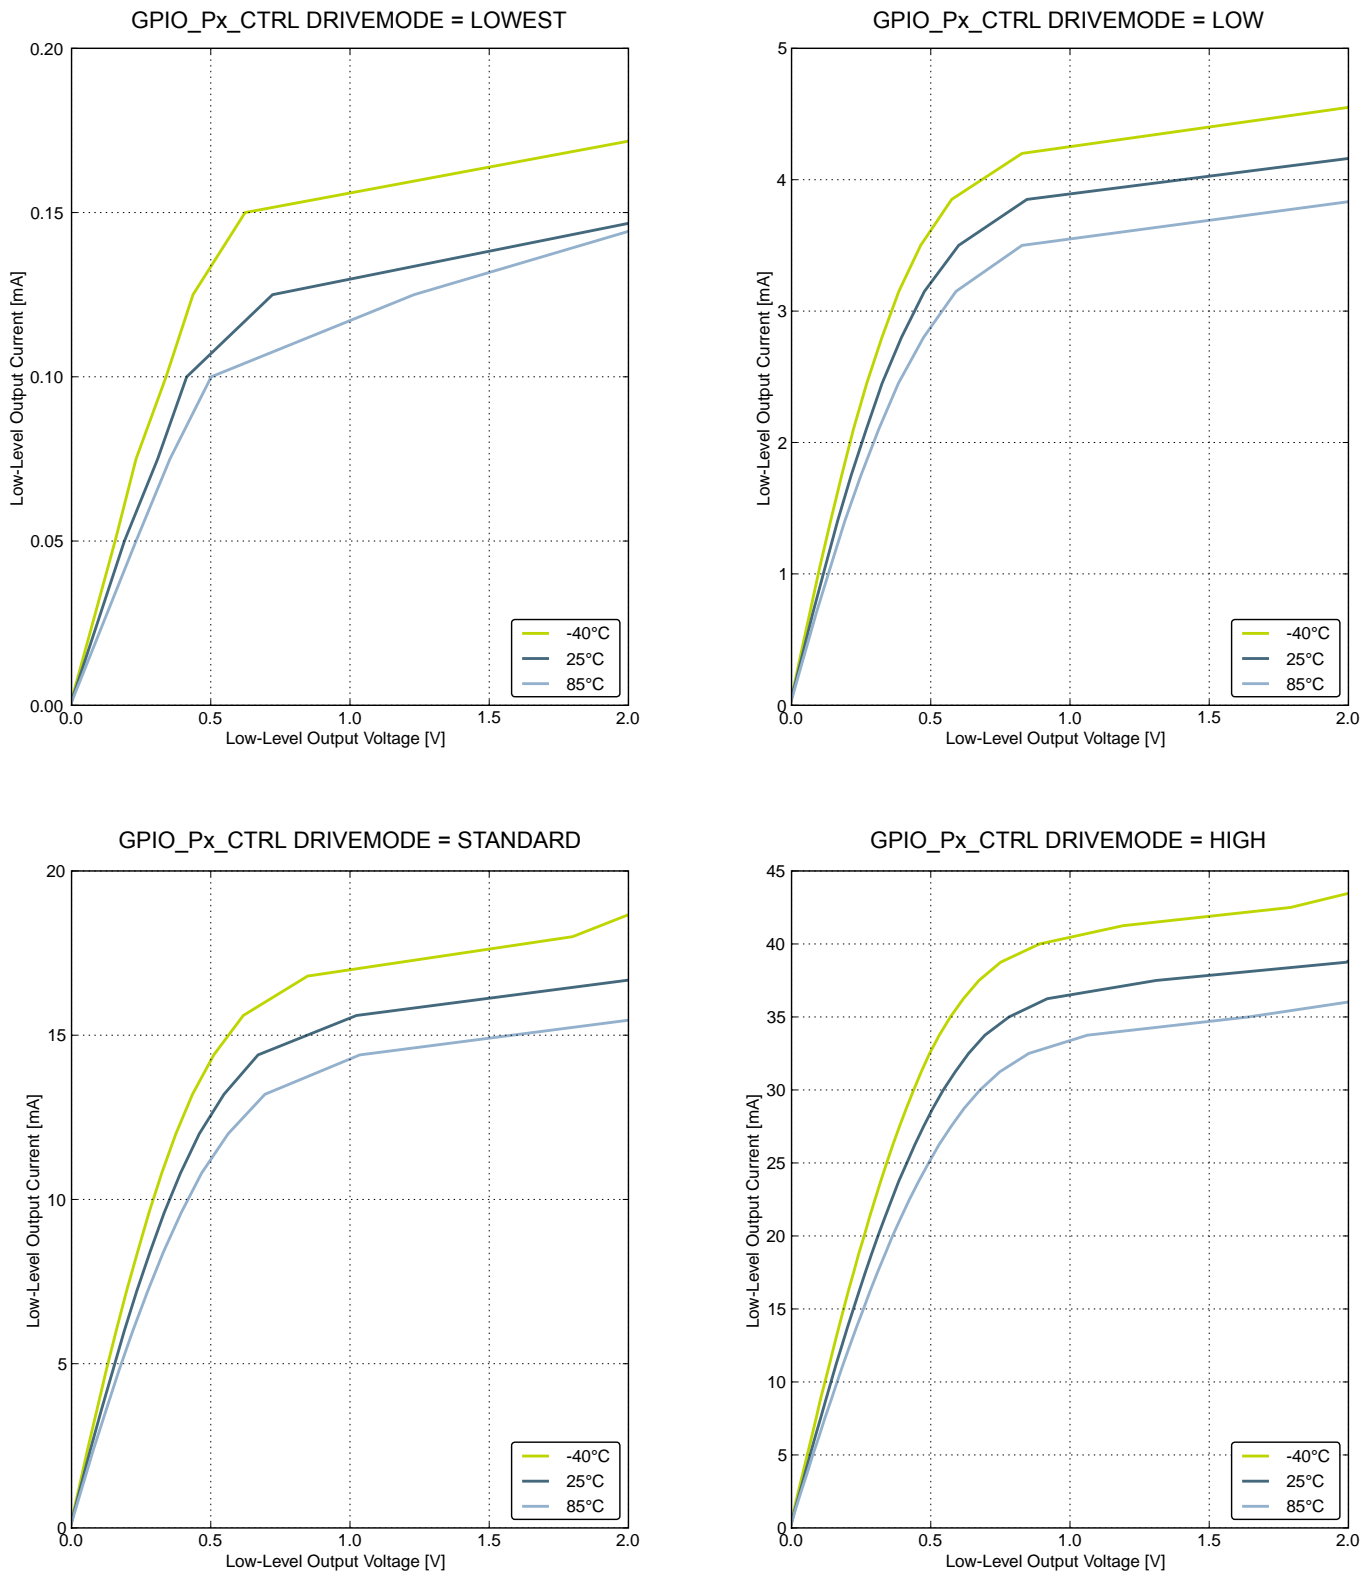 GPIO_Px_CTRL DRIVEMODE = LOWEST
0.20
0.15
0.10
0.05
0.00
0.0 0.5 1.0 1.5 2.0
Low-Level Output Voltage [V]
Low-Level Output Current [mA]
-40°C
25°C
85°C
GPIO_Px_CTRL DRIVEMODE = LOW
5
4
3
2
1
0
0.0 0.5 1.0 1.5 2.0
Low-Level Output Voltage [V]
Low-Level Output Current [mA]
-40°C
25°C
85°C
GPIO_Px_CTRL DRIVEMODE = STANDARD
20
15
10
5
0
0.0 0.5 1.0 1.5 2.0
Low-Level Output Voltage [V]
Low-Level Output Current [mA]
-40°C
25°C
85°C
GPIO_Px_CTRL DRIVEMODE = HIGH
45
40
35
30
25
20
15
10
5
0
0.0 0.5 1.0 1.5 2.0
Low-Level Output Voltage [V]
Low-Level Output Current [mA]
-40°C
25°C
85°C